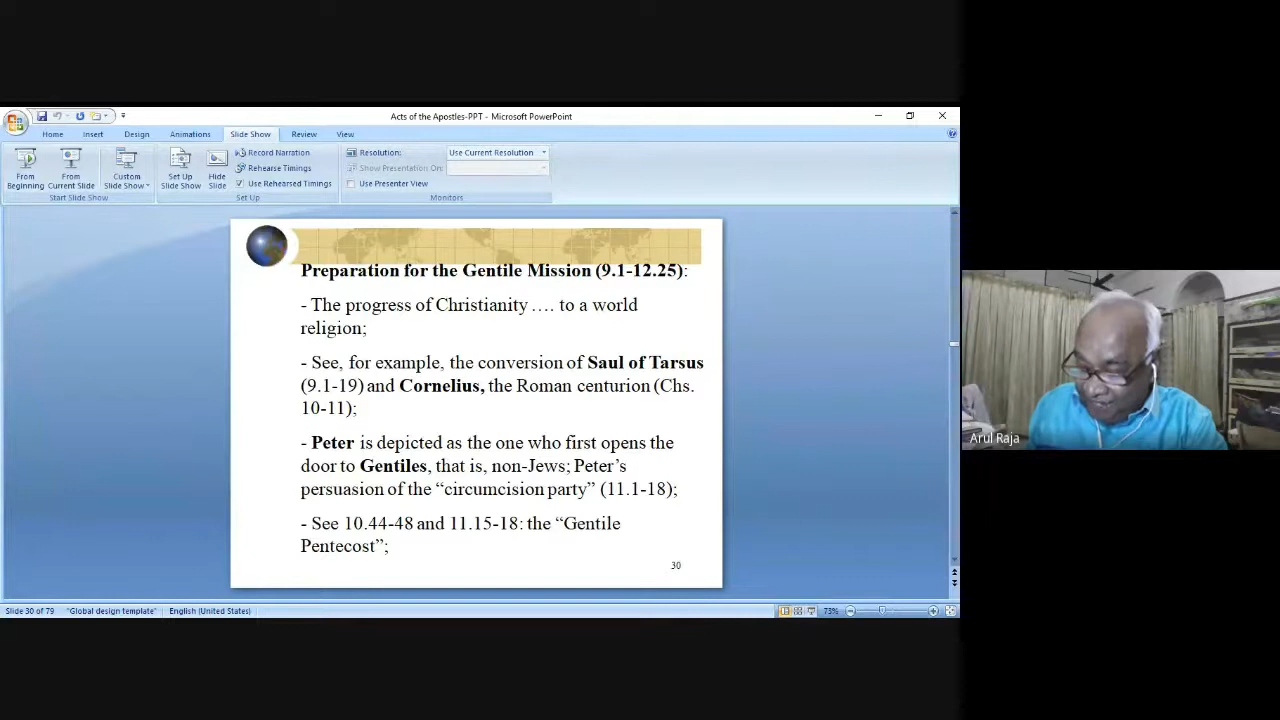 Acts of the Apostles-PPT - Microsoft PowerPoint
Home Insert Design Animations Slide Show Review View
From Beginning
From Current Slide
Custom Slide Show
Start Slide Show
Set Up Slide Show
Hide Slide
Record Narration
Rehearse Timings
Use Rehearsed Timings
Set Up
Resolution: Use Current Resolution
Show Presentation On:
Use Presenter View
Monitors
Preparation for the Gentile Mission (9.1-12.25):
- The progress of Christianity .... to a world
religion;
- See, for example, the conversion of Saul of Tarsus
(9.1-19) and Cornelius, the Roman centurion (Chs.
10-11);
- Peter is depicted as the one who first opens the
door to Gentiles, that is, non-Jews; Peter’s
persuasion of the “circumcision party” (11.1-18);
- See 10.44-48 and 11.15-18: the “Gentile
Pentecost”;
30
Arul Raja
Slide 30 of 79 "Global design template" English (United States) 73%